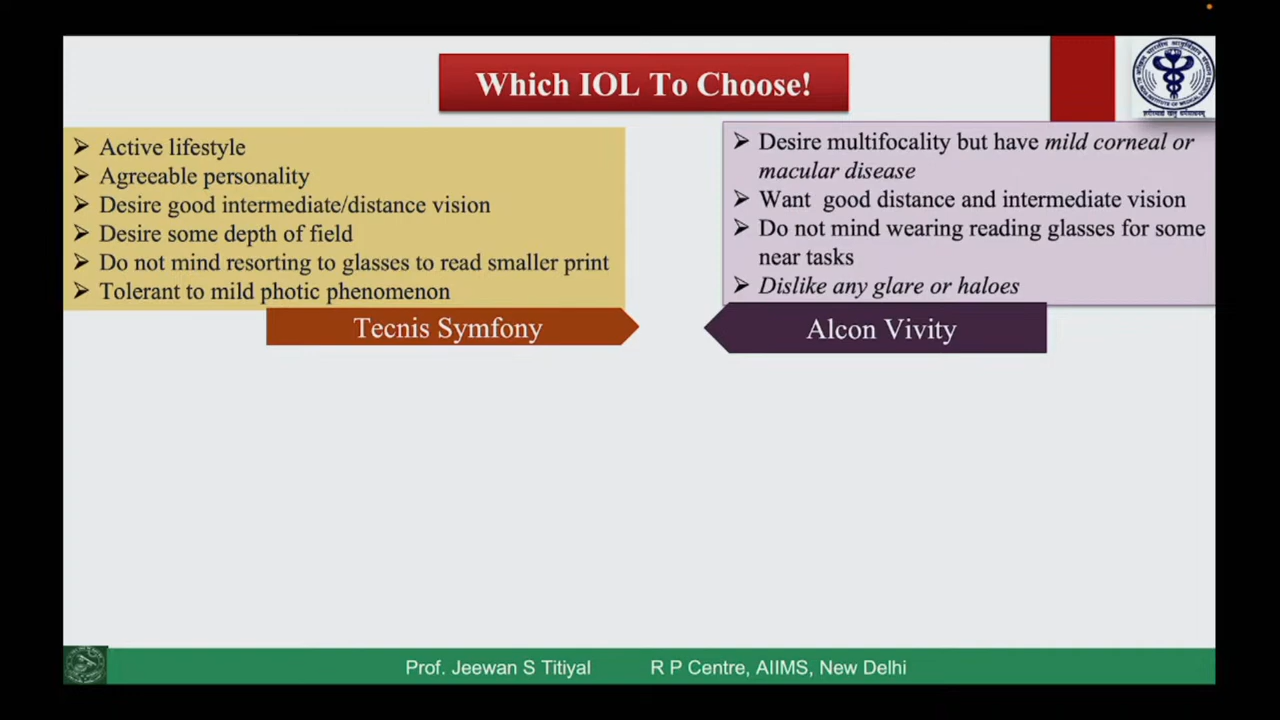 Which IOL To Choose!
Active lifestyle
Agreeable personality
Desire good intermediate/distance vision
Desire some depth of field
Do not mind resorting to glasses to read smaller print
Tolerant to mild photic phenomenon
Tecnis Symfony
Desire multifocality but have mild corneal or
macular disease
Want good distance and intermediate vision
Do not mind wearing reading glasses for some
near tasks
Dislike any glare or haloes
Alcon Vivity
Prof. Jeewan S Titiyal R P Centre, AIIMS, New Delhi